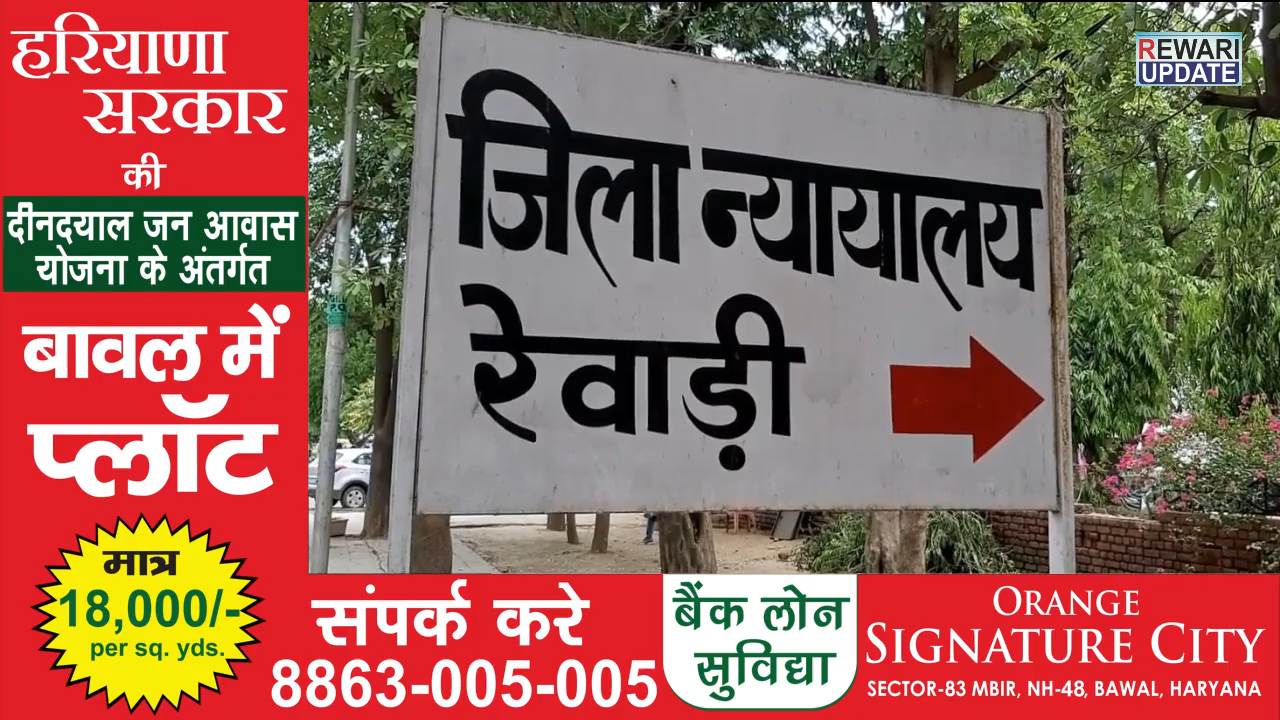 हरियाणा
सरकार
की
दीनदयाल जन आवास
योजना के अंतर्गत
बावल में
प्लॉट
मात्र
18,000/-
per sq. yds.
REWARI
UPDATE
जिला न्यायालय
रेवाड़ी
संपर्क करे
8863-005-005
बैंक लोन
सुविद्या
ORANGE
SIGNATURE CITY
SECTOR-83 MBIR, NH-48, BAWAL, HARYANA